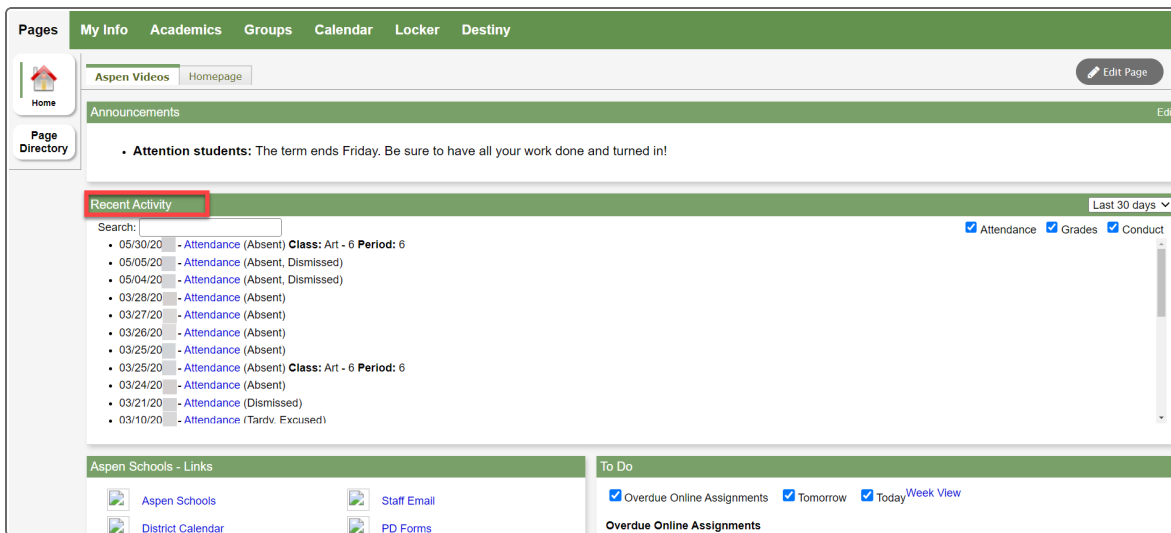 Pages My Info Academics Groups Calendar Locker Destiny
Home
Page Directory
Aspen Videos Homepage
Edit Page
Announcements
Attention students: The term ends Friday. Be sure to have all your work done and turned in!
Recent Activity Last 30 days
Search: Attendance Grades Conduct
05/30/20 - Attendance (Absent) Class: Art - 6 Period: 6
05/05/20 - Attendance (Absent, Dismissed)
05/04/20 - Attendance (Absent, Dismissed)
03/28/20 - Attendance (Absent)
03/27/20 - Attendance (Absent)
03/26/20 - Attendance (Absent)
03/25/20 - Attendance (Absent)
03/25/20 - Attendance (Absent) Class: Art - 6 Period: 6
03/24/20 - Attendance (Absent)
03/21/20 - Attendance (Dismissed)
03/10/20 - Attendance (Tardy, Excused)
Aspen Schools - Links
Aspen Schools Staff Email
District Calendar PD Forms
To Do
Overdue Online Assignments Tomorrow Today Week View
Overdue Online Assignments